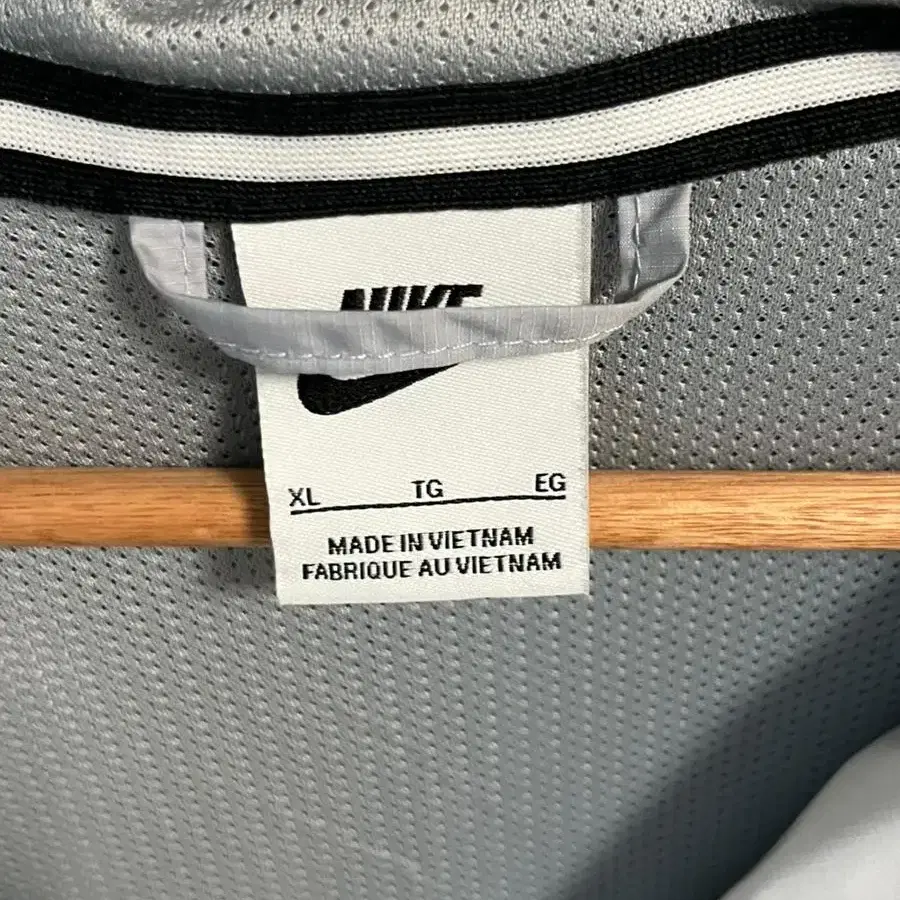 NIKE
XL TG EG
MADE IN VIETNAM
FABRIQUE AU VIETNAM